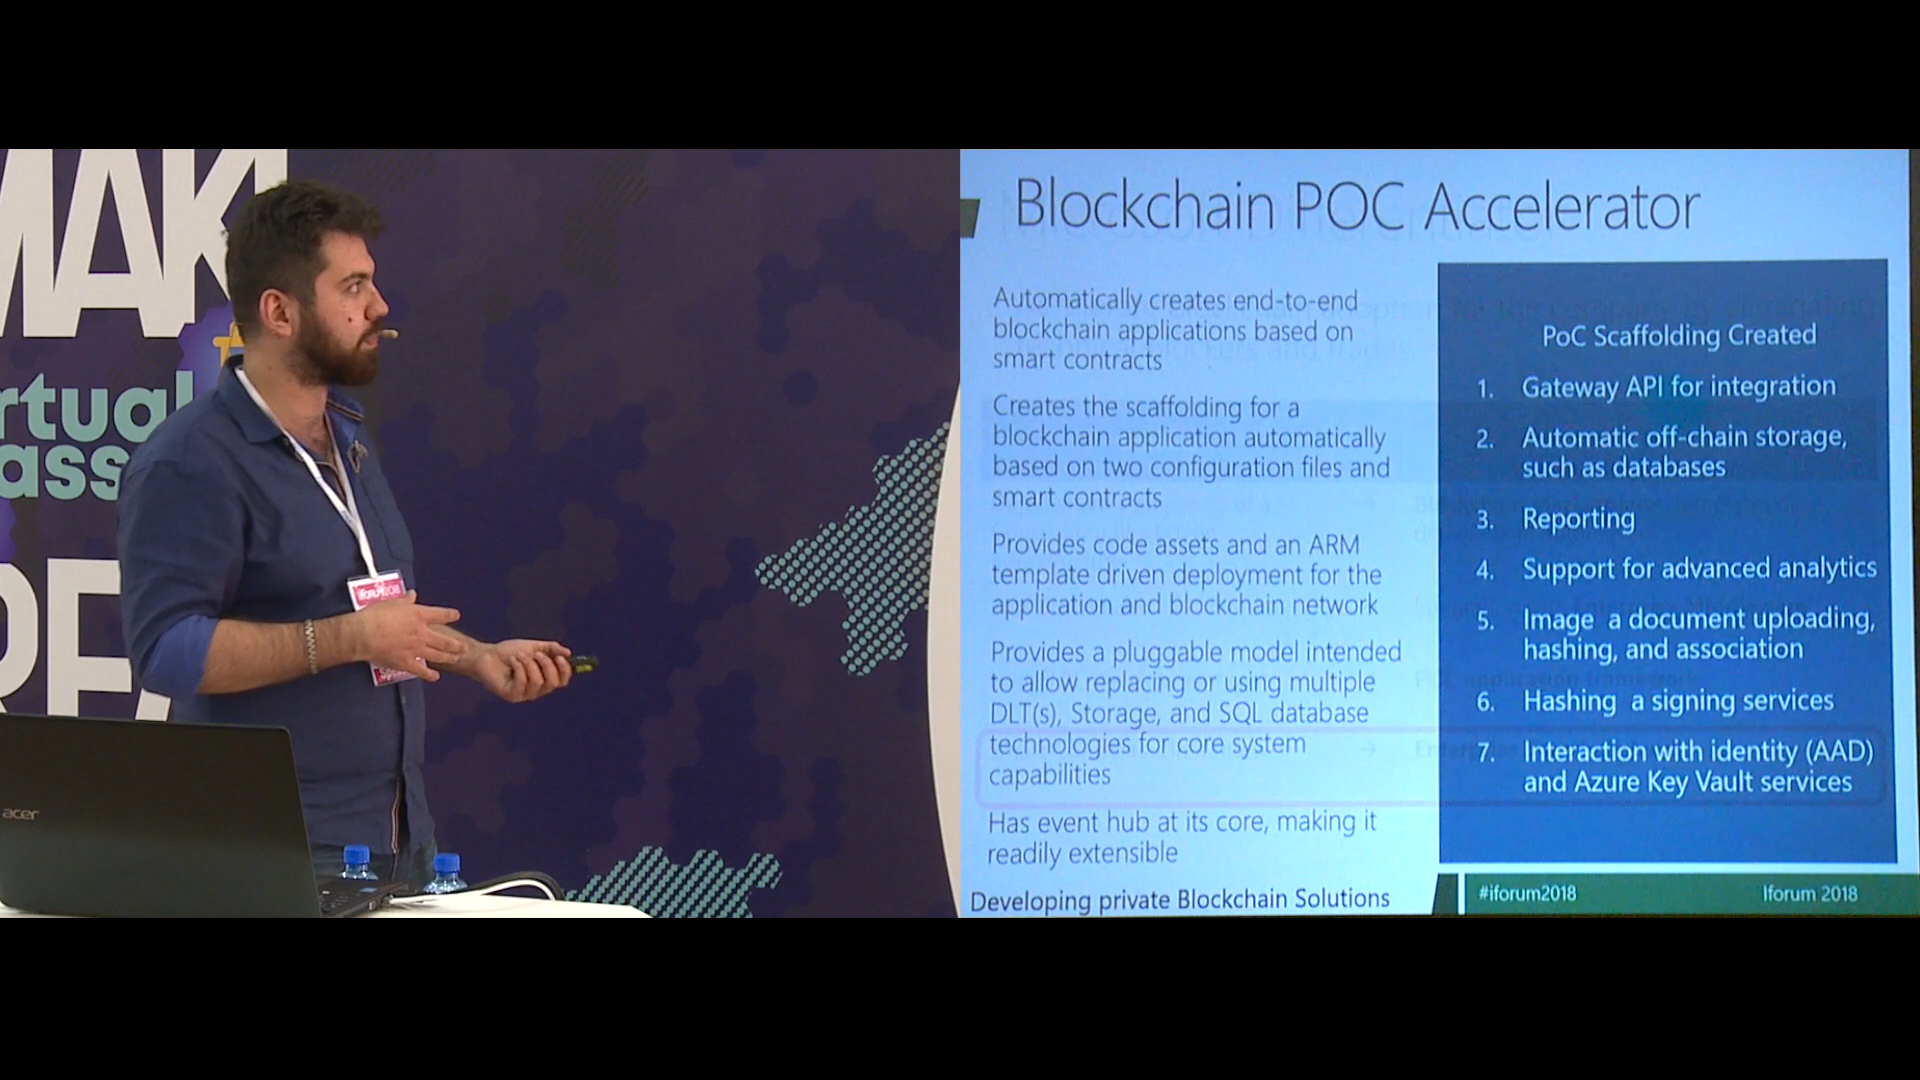 MAK
rtual
ass
acer
Blockchain POC Accelerator
Automatically creates end-to-end
blockchain applications based on
smart contracts
Creates the scaffolding for a
blockchain application automatically
based on two configuration files and
smart contracts
Provides code assets and an ARM
template driven deployment for the
application and blockchain network
Provides a pluggable model intended
to allow replacing or using multiple
DLT(s), Storage, and SQL database
technologies for core system
capabilities
Has event hub at its core, making it
readily extensible
Developing private Blockchain Solutions
PoC Scaffolding Created
1. Gateway API for integration
2. Automatic off-chain storage,
such as databases
3. Reporting
4. Support for advanced analytics
5. Image a document uploading,
hashing, and association
6. Hashing a signing services
7. Interaction with identity (AAD)
and Azure Key Vault services
#iforum2018
Iforum 2018